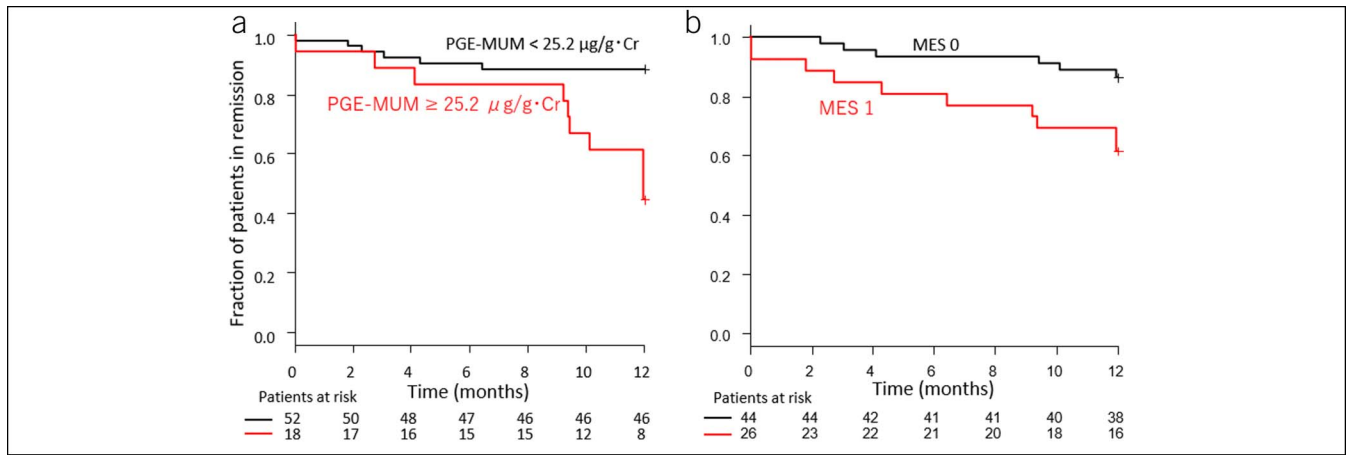 a
Fraction of patients in remission
1.0
0.8
0.6
0.4
0.2
0.0
PGE-MUM < 25.2 µg/g･Cr
PGE-MUM ≥ 25.2 μg/g･Cr
0 2 4 6 8 10 12
Time (months)
Patients at risk
52 50 48 47 46 46 46
18 17 16 15 15 12 8
b
1.0
0.8
0.6
0.4
0.2
0.0
MES 0
MES 1
0 2 4 6 8 10 12
Time (months)
Patients at risk
44 44 42 41 41 40 38
26 23 22 21 20 18 16